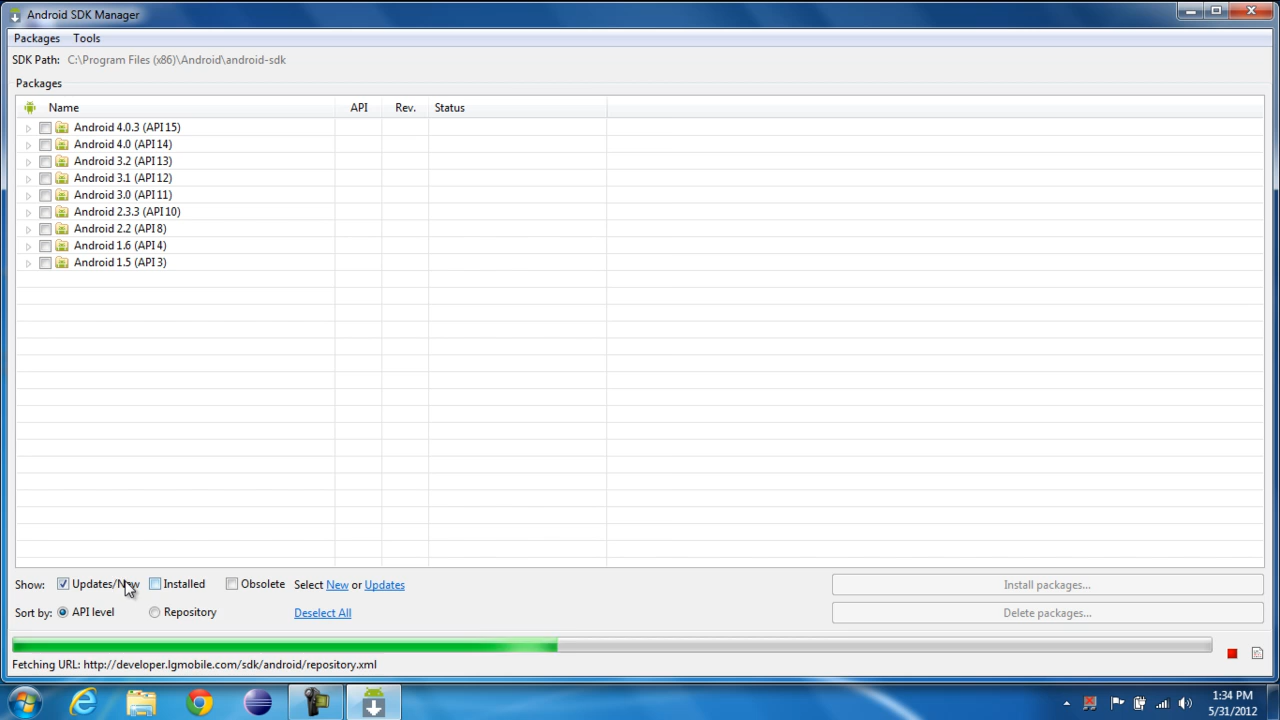 Android SDK Manager
Packages Tools
SDK Path: C:\Program Files (x86)\Android\android-sdk
Packages
Name API Rev. Status
Android 4.0.3 (API 15)
Android 4.0 (API 14)
Android 3.2 (API 13)
Android 3.1 (API 12)
Android 3.0 (API 11)
Android 2.3.3 (API 10)
Android 2.2 (API 8)
Android 1.6 (API 4)
Android 1.5 (API 3)
Show: Updates/New Installed Obsolete Select New or Updates Install packages...
Sort by: API level Repository Deselect All Delete packages...
Fetching URL: http://developer.lgmobile.com/sdk/android/repository.xml
1:34 PM
5/31/2012